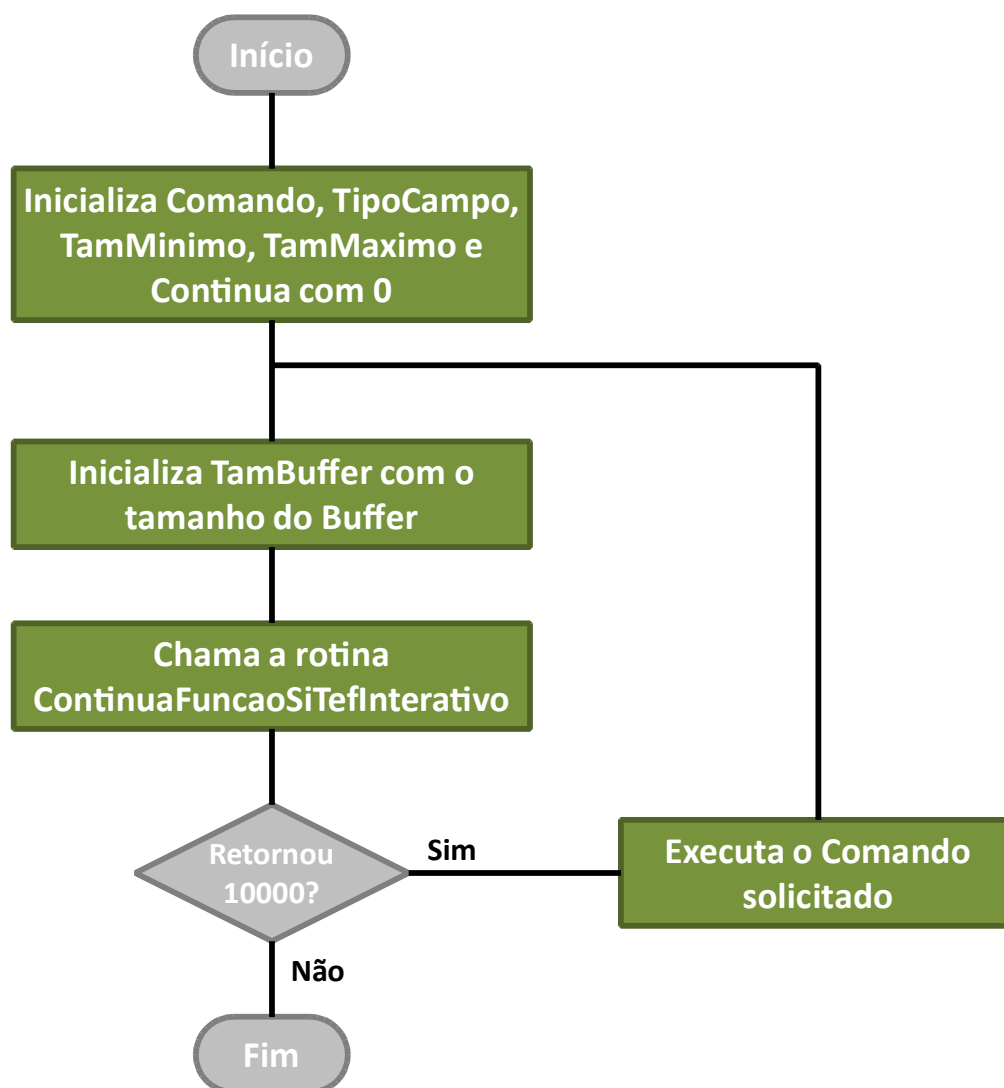 Início
Inicializa Comando, TipoCampo,
TamMinimo, TamMaximo e
Continua com 0
Inicializa TamBuffer com o
tamanho do Buffer
Chama a rotina
ContinuaFuncaoSiTefInterativo
Retornou
10000?
Sim
Executa o Comando
solicitado
Não
Fim